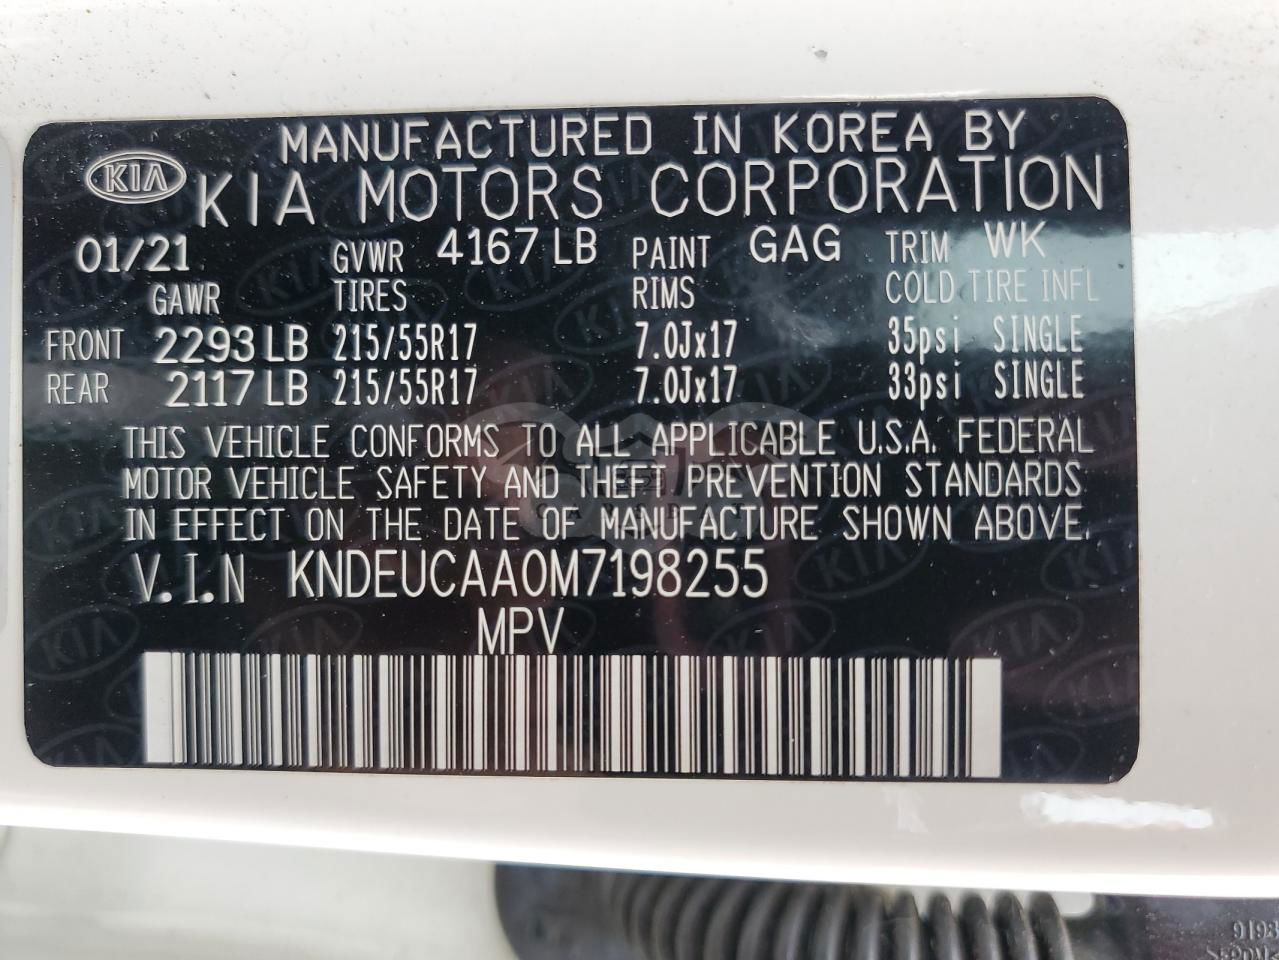 MANUFACTURED IN KOREA BY
KIA KIA MOTORS CORPORATION
01/21 GVWR 4167 LB PAINT GAG TRIM WK
GAWR TIRES RIMS COLD TIRE INFL
FRONT 2293 LB 215/55R17 7.0Jx17 35psi SINGLE
REAR 2117 LB 215/55R17 7.0Jx17 33psi SINGLE
THIS VEHICLE CONFORMS TO ALL APPLICABLE U.S.A. FEDERAL
MOTOR VEHICLE SAFETY AND THEFT PREVENTION STANDARDS
IN EFFECT ON THE DATE OF MANUFACTURE SHOWN ABOVE.
V.I.N KNDEUCAA0M7198255
MPV
9198